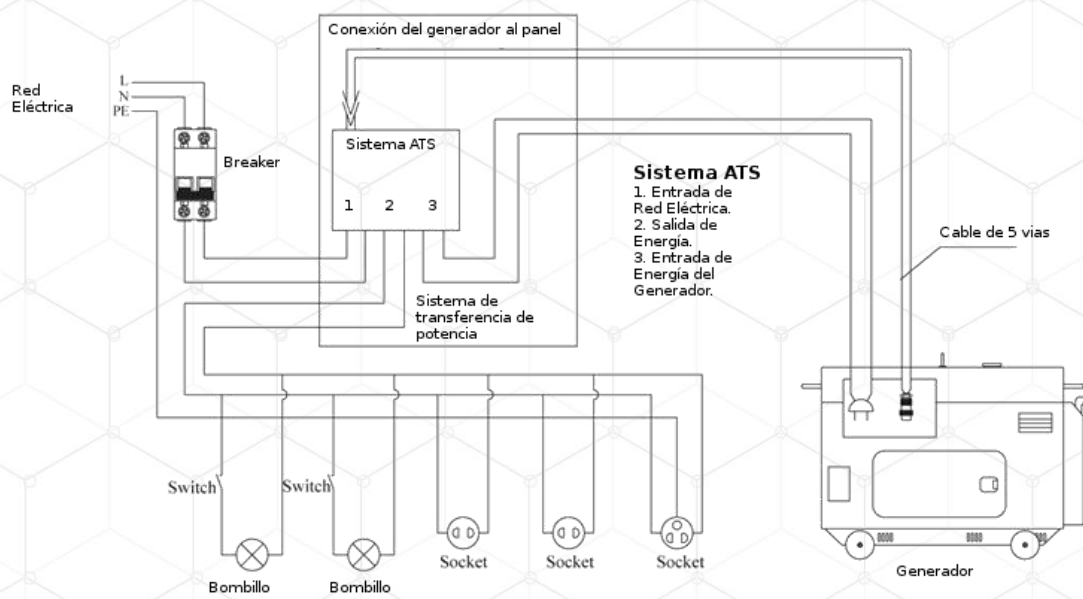 Conexión del generador al panel
Red
Eléctrica
L
N
PE
Breaker
Sistema ATS
1 2 3
Sistema ATS
1. Entrada de
Red Eléctrica.
2. Salida de
Energía.
3. Entrada de
Energía del
Generador.
Cable de 5 vias
Sistema de
transferencia de
potencia
Switch
Switch
Socket
Socket
Socket
Bombillo
Bombillo
Generador